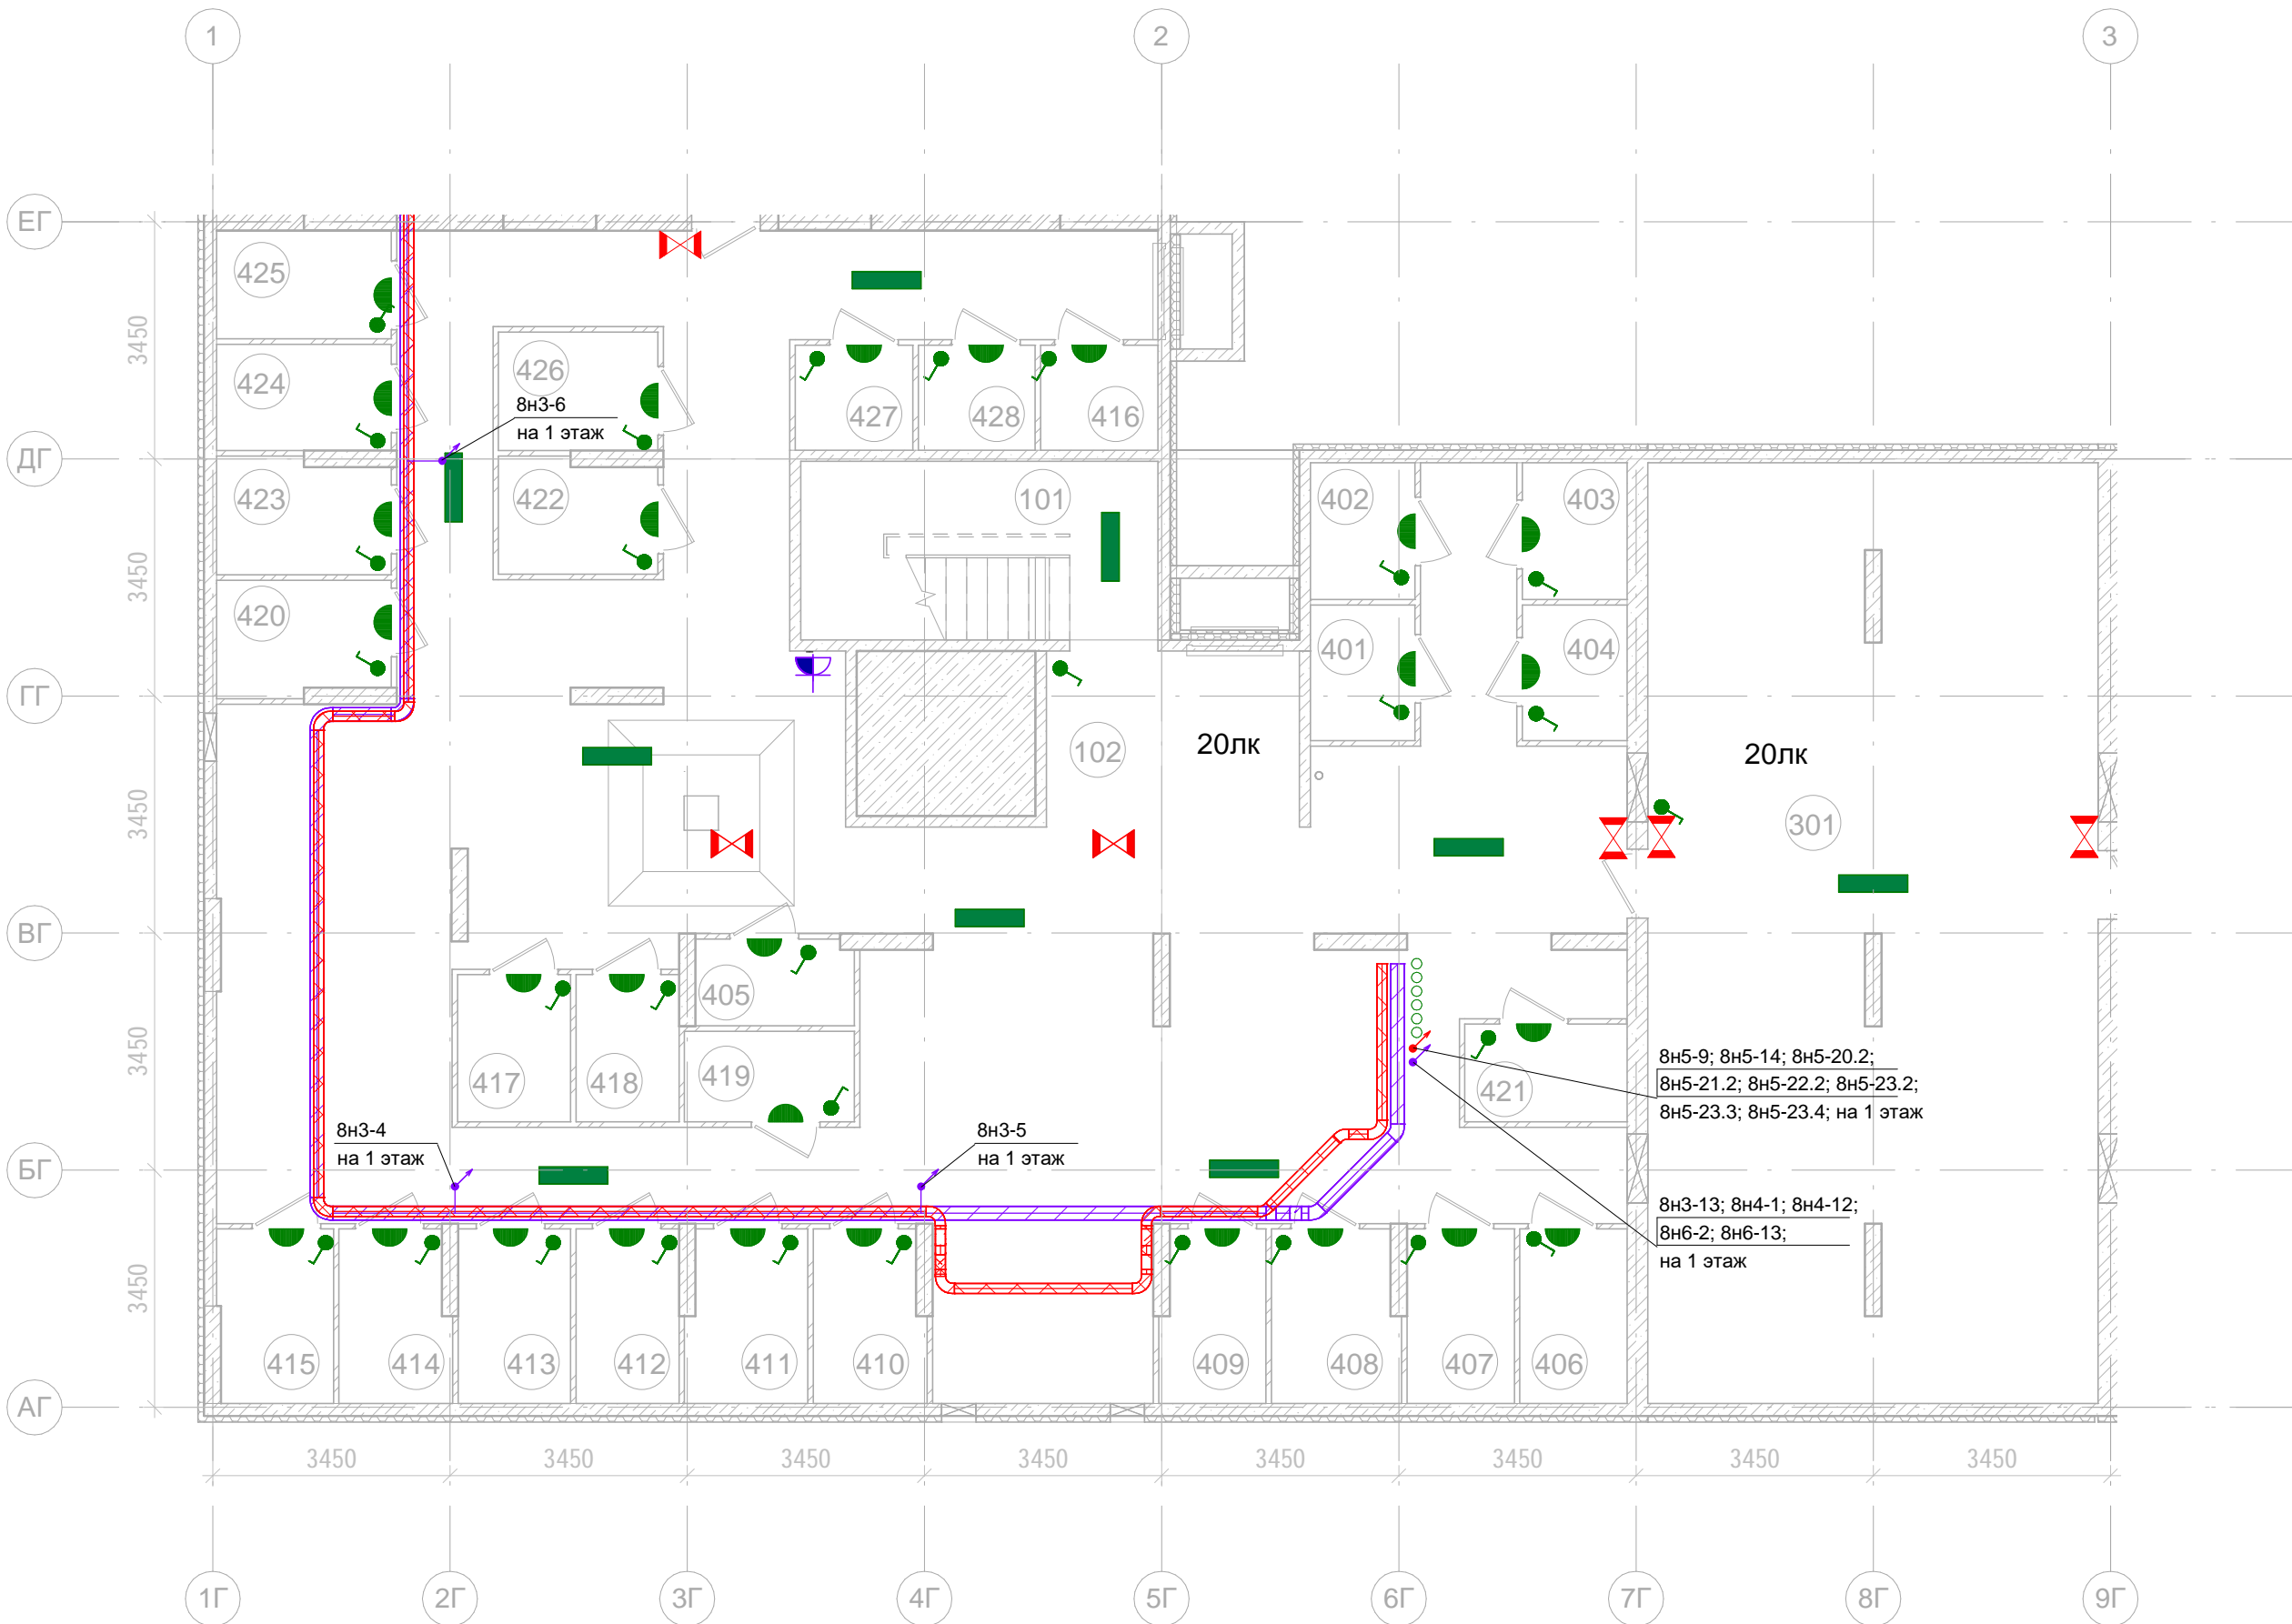 1
2
3
ЕГ
425
3450
424
426
8н3-6
на 1 этаж
427
428
416
ДГ
423
422
101
402
403
3450
420
401
404
ГГ
102
20лк
20лк
3450
301
ВГ
405
3450
417
418
419
421
8н5-9; 8н5-14; 8н5-20.2;
8н5-21.2; 8н5-22.2; 8н5-23.2;
8н5-23.3; 8н5-23.4; на 1 этаж
8н3-4
на 1 этаж
8н3-5
на 1 этаж
БГ
8н3-13; 8н4-1; 8н4-12;
8н6-2; 8н6-13;
на 1 этаж
3450
415
414
413
412
411
410
409
408
407
406
АГ
3450
3450
3450
3450
3450
3450
3450
3450
1Г
2Г
3Г
4Г
5Г
6Г
7Г
8Г
9Г